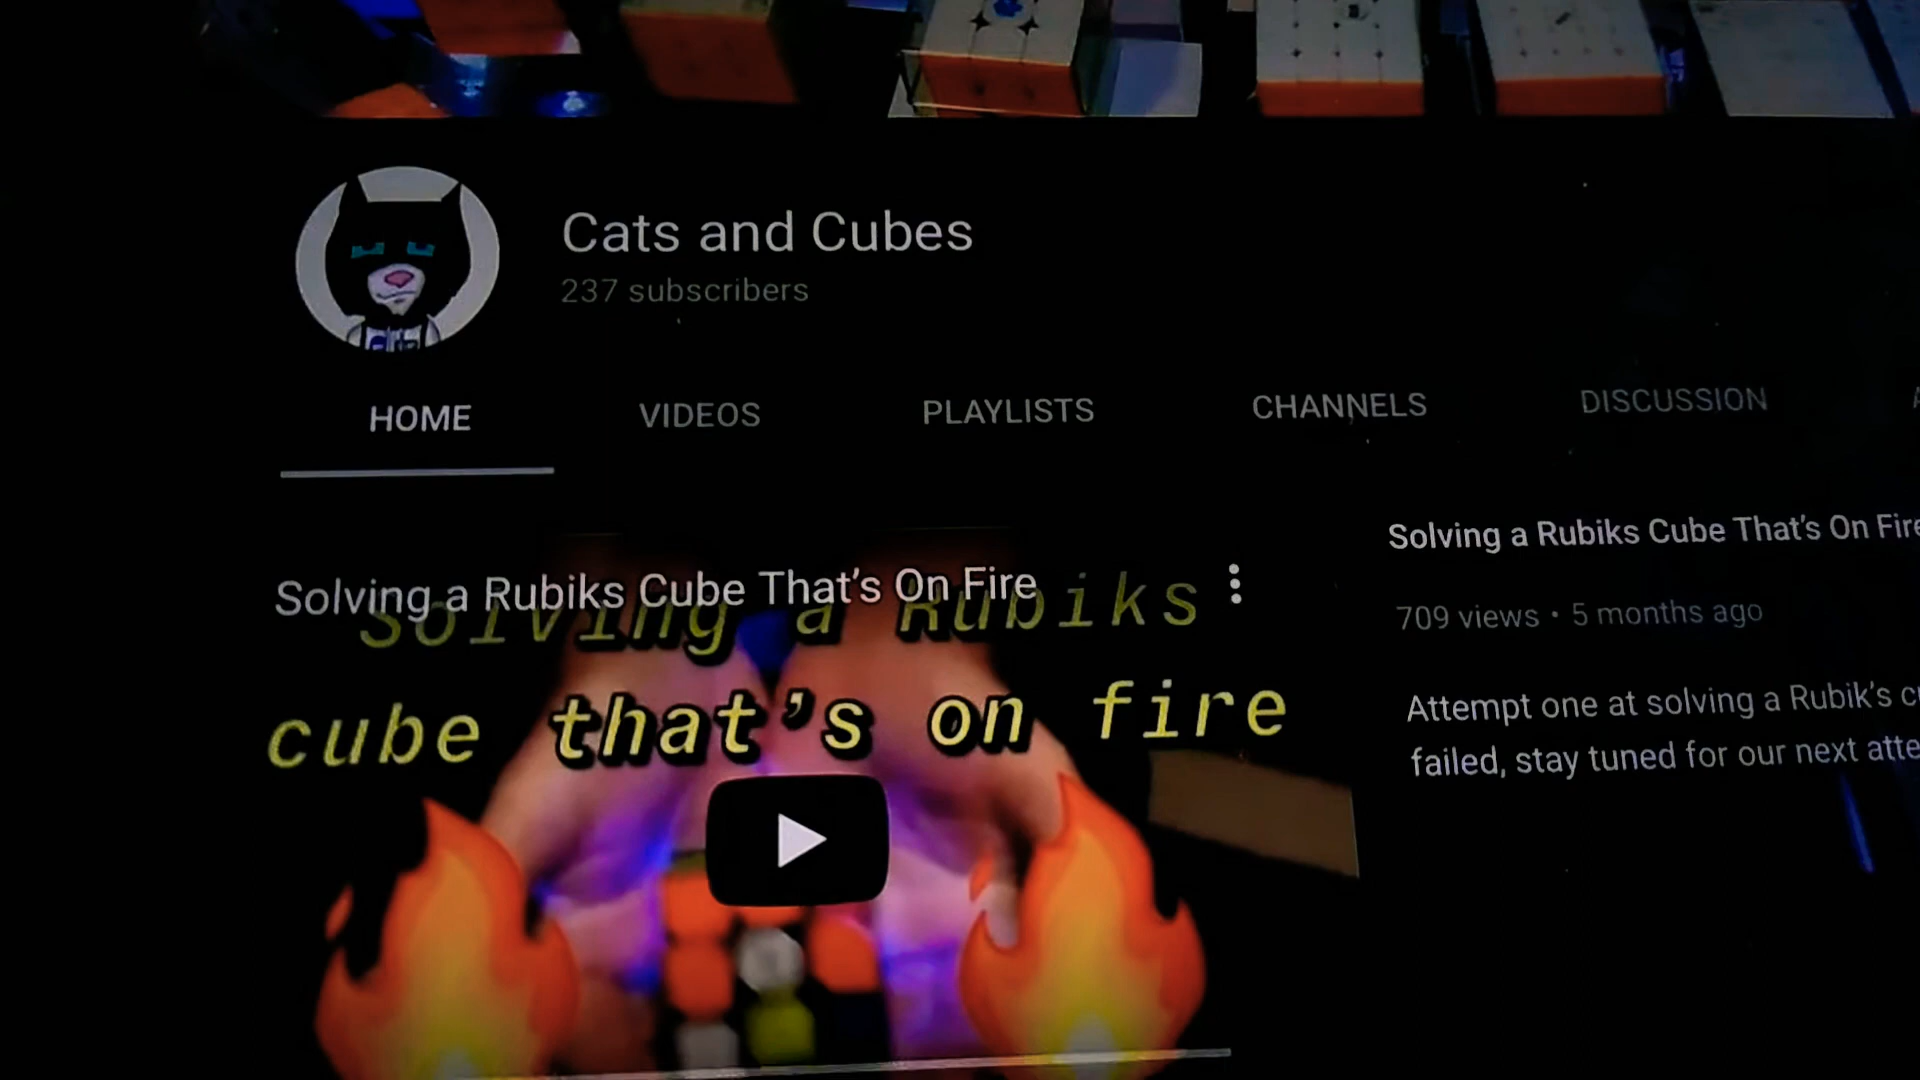 Cats and Cubes
237 subscribers
HOME
VIDEOS
PLAYLISTS
CHANNELS
DISCUSSION
Solving a Rubiks Cube That's On Fire
Solving a Rubiks
cube that's on fire
Solving a Rubiks Cube That's On Fire
709 views • 5 months ago
Attempt one at solving a Rubik's
failed, stay tuned for our next